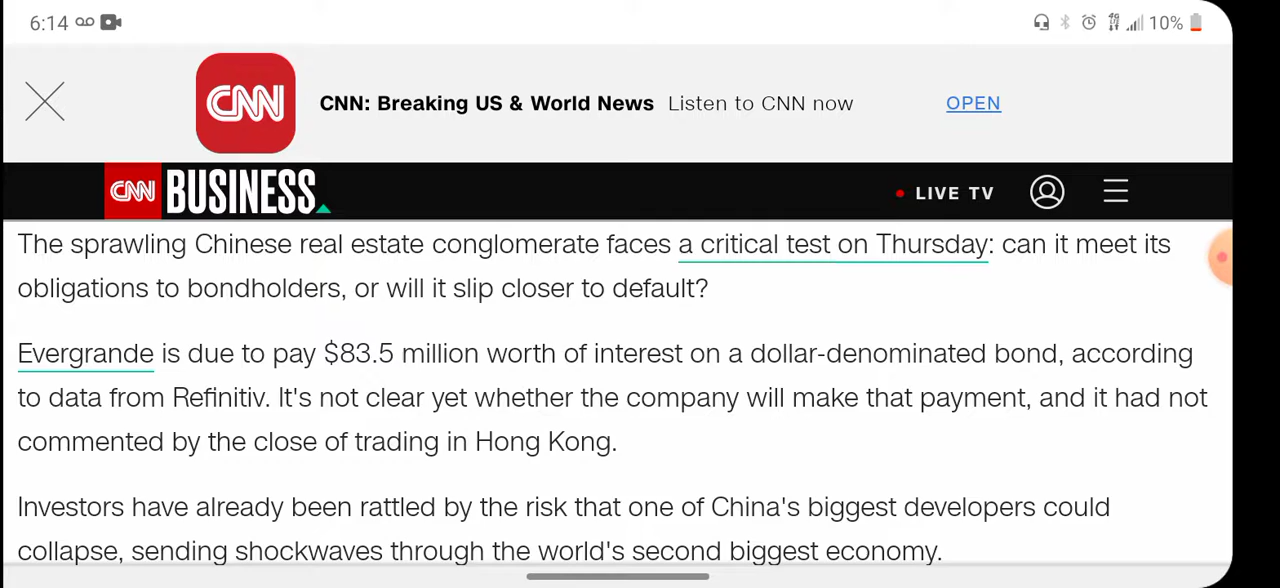 6:14 10%
CNN CNN: Breaking US & World News Listen to CNN now OPEN
CNN BUSINESS LIVE TV
The sprawling Chinese real estate conglomerate faces a critical test on Thursday: can it meet its
obligations to bondholders, or will it slip closer to default?
Evergrande is due to pay $83.5 million worth of interest on a dollar-denominated bond, according
to data from Refinitiv. It's not clear yet whether the company will make that payment, and it had not
commented by the close of trading in Hong Kong.
Investors have already been rattled by the risk that one of China's biggest developers could
collapse, sending shockwaves through the world's second biggest economy.